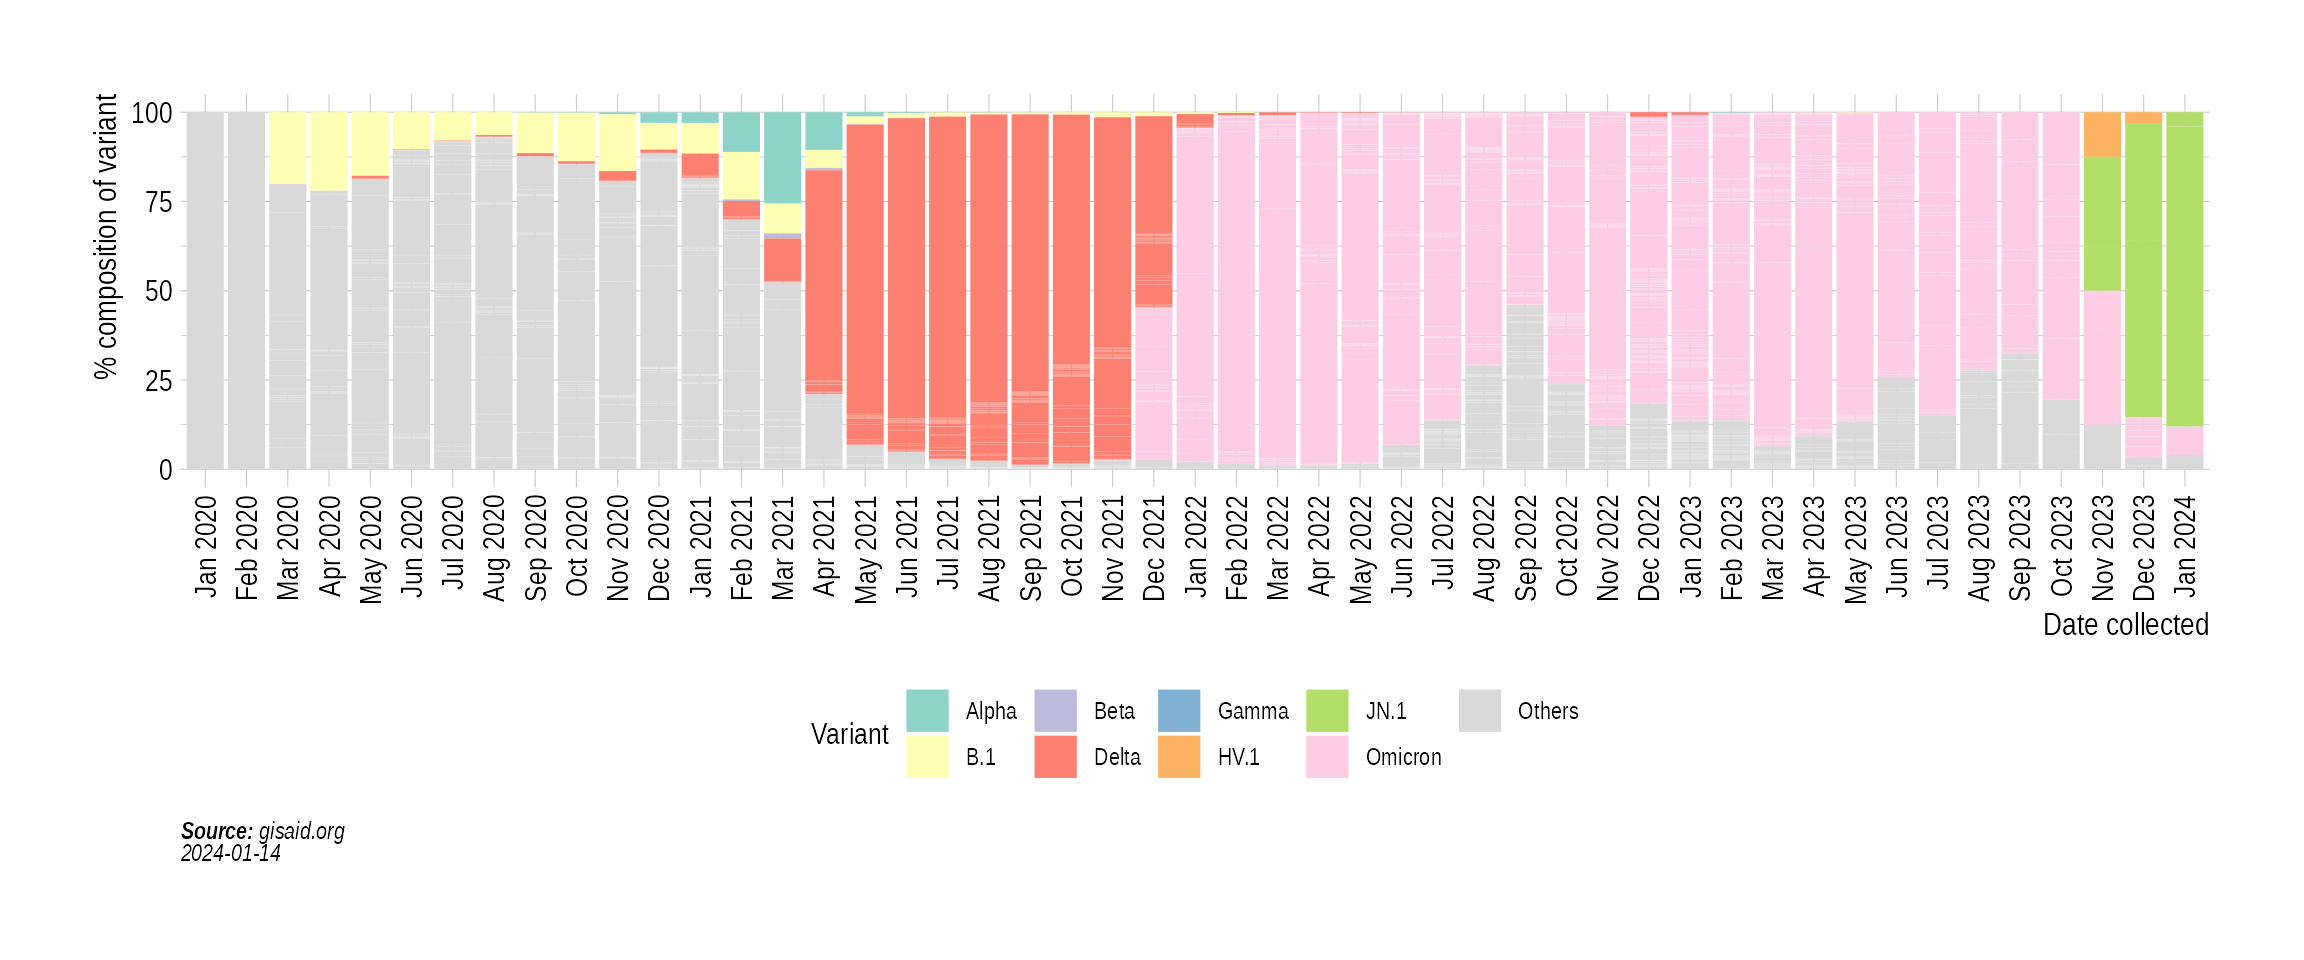 % composition of variant
100
75
50
25
0
Jan 2020
Feb 2020
Mar 2020
Apr 2020
May 2020
Jun 2020
Jul 2020
Aug 2020
Sep 2020
Oct 2020
Nov 2020
Dec 2020
Jan 2021
Feb 2021
Mar 2021
Apr 2021
May 2021
Jun 2021
Jul 2021
Aug 2021
Sep 2021
Oct 2021
Nov 2021
Dec 2021
Jan 2022
Feb 2022
Mar 2022
Apr 2022
May 2022
Jun 2022
Jul 2022
Aug 2022
Sep 2022
Oct 2022
Nov 2022
Dec 2022
Jan 2023
Feb 2023
Mar 2023
Apr 2023
May 2023
Jun 2023
Jul 2023
Aug 2023
Sep 2023
Oct 2023
Nov 2023
Dec 2023
Jan 2024
Date collected
Variant
Alpha
Beta
Gamma
JN.1
Others
B.1
Delta
HV.1
Omicron
Source: gisaid.org
2024-01-14